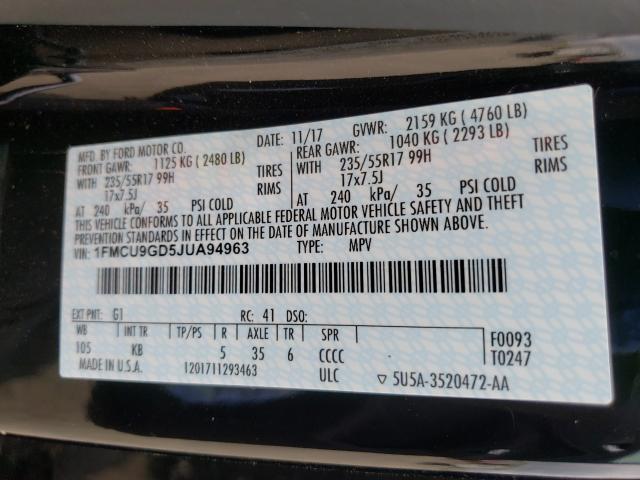 MFD. BY FORD MOTOR CO. DATE: 11/17 GVWR: 2159 KG ( 4760 LB)
FRONT GAWR: 1125 KG ( 2480 LB) REAR GAWR: 1040 KG ( 2293 LB)
WITH 235/55R17 99H TIRES WITH 235/55R17 99H TIRES
17x7.5J RIMS 17x7.5J RIMS
AT 240 kPa/ 35 PSI COLD AT 240 kPa/ 35 PSI COLD
THIS VEHICLE CONFORMS TO ALL APPLICABLE FEDERAL MOTOR VEHICLE SAFETY AND THEFT
PREVENTION STANDARDS IN EFFECT ON THE DATE OF MANUFACTURE SHOWN ABOVE.
VIN: 1FMCU9GD5JUA94963 TYPE: MPV
EXT PNT: G1 RC: 41 DSO:
WB INT TR TP/PS R AXLE TR SPR F0093
105 KB 5 35 6 CCCC T0247
MADE IN U.S.A. 1201711293463 ULC ▽ 5U5A-3520472-AA